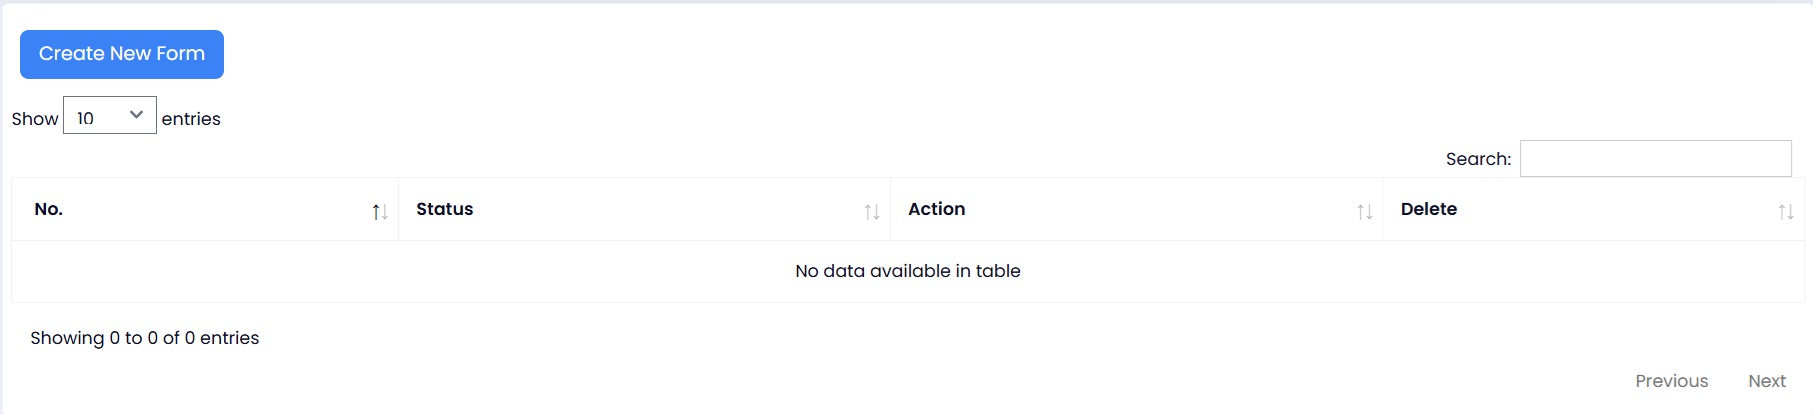 Create New Form
Show 10 entries
Search:
No. Status Action Delete
No data available in table
Showing 0 to 0 of 0 entries
Previous Next